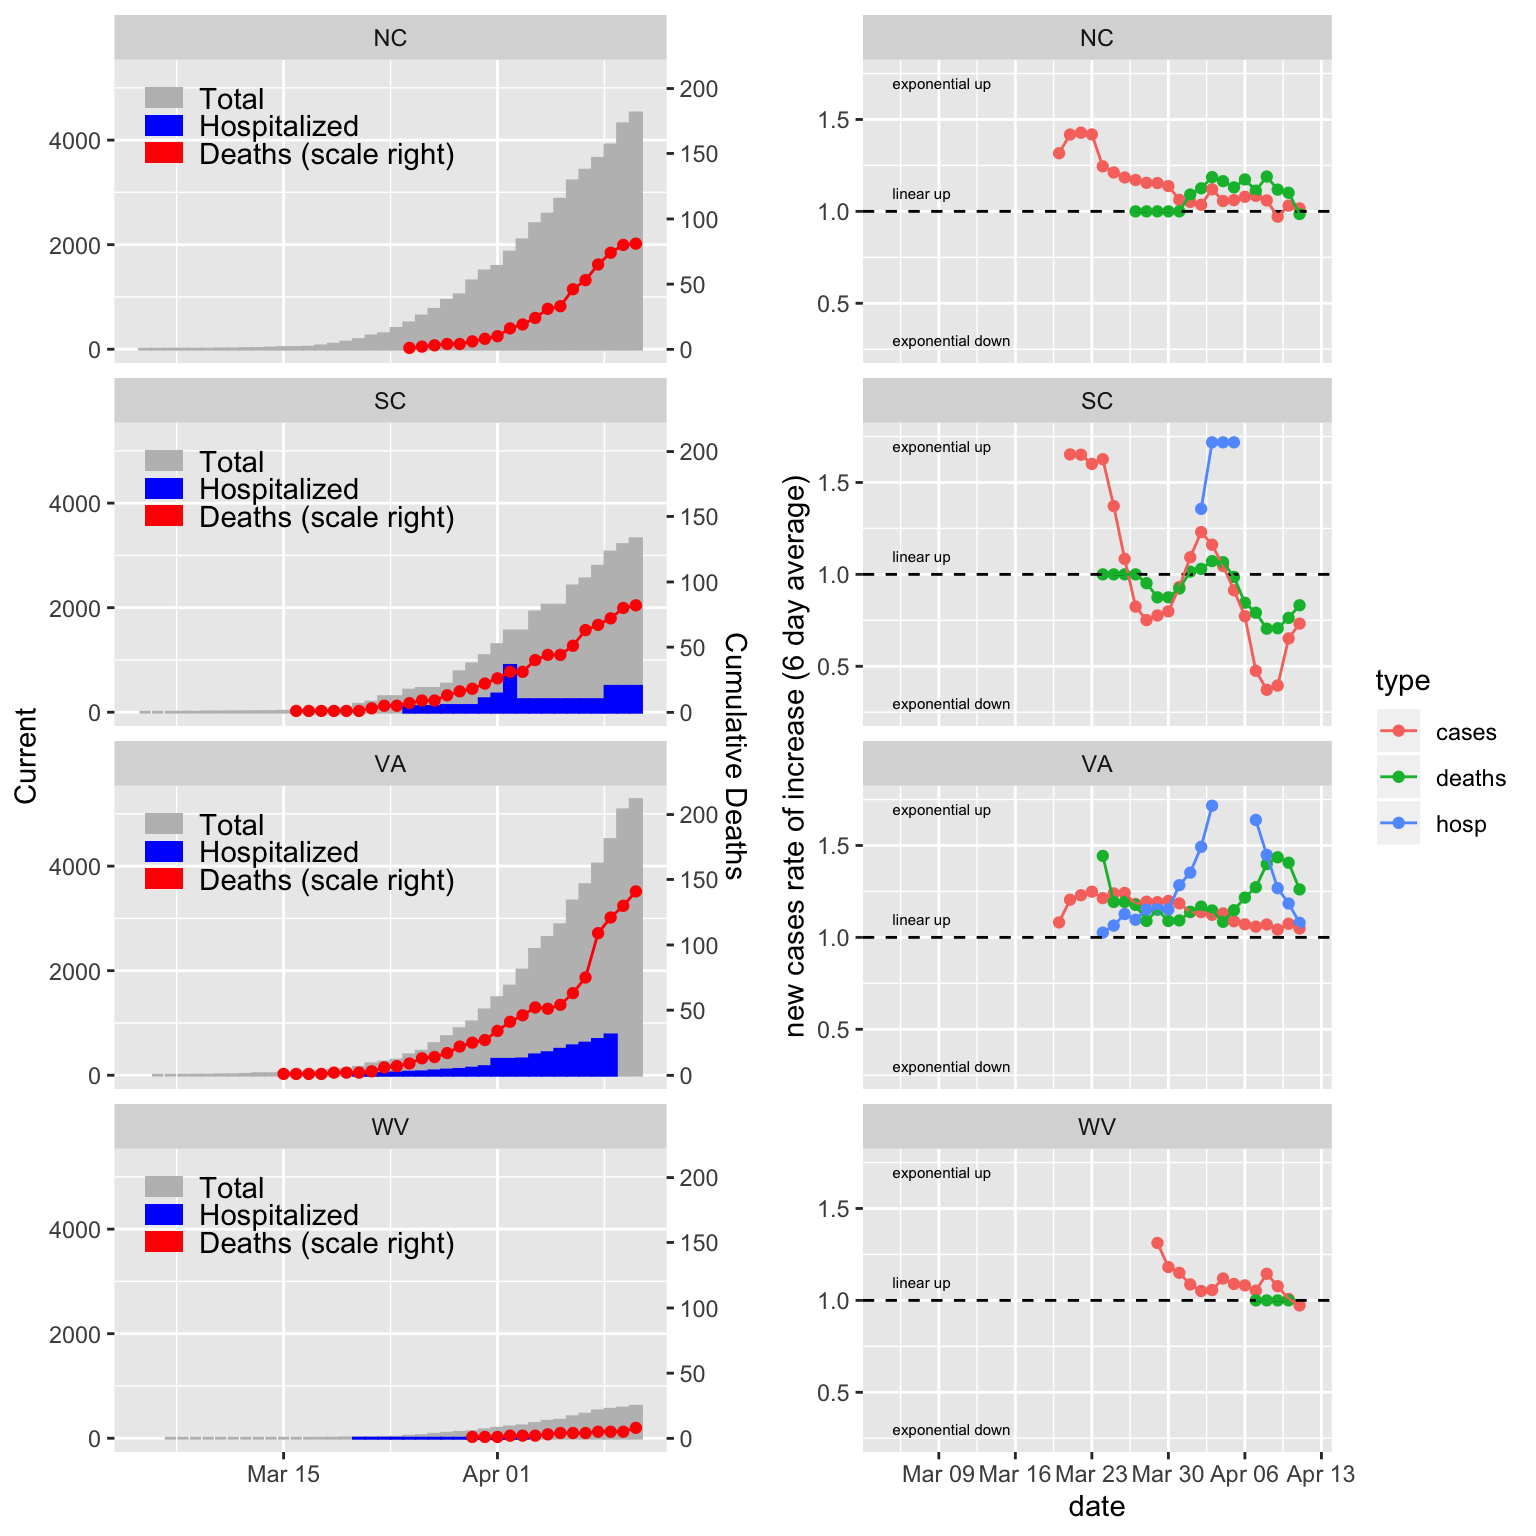 NC
Total
Hospitalized
Deaths (scale right)
4000
2000
0
200
150
100
50
0
SC
Total
Hospitalized
Deaths (scale right)
4000
2000
0
200
150
100
50
0
VA
Total
Hospitalized
Deaths (scale right)
4000
2000
0
200
150
100
50
0
WV
Total
Hospitalized
Deaths (scale right)
4000
2000
0
200
150
100
50
0
Mar 15
Apr 01
Current
Cumulative Deaths
NC
exponential up
linear up
exponential down
1.5
1.0
0.5
SC
exponential up
linear up
exponential down
1.5
1.0
0.5
VA
exponential up
linear up
exponential down
1.5
1.0
0.5
WV
exponential up
linear up
exponential down
1.5
1.0
0.5
Mar 09
Mar 16
Mar 23
Mar 30
Apr 06
Apr 13
date
new cases rate of increase (6 day average)
type
cases
deaths
hosp